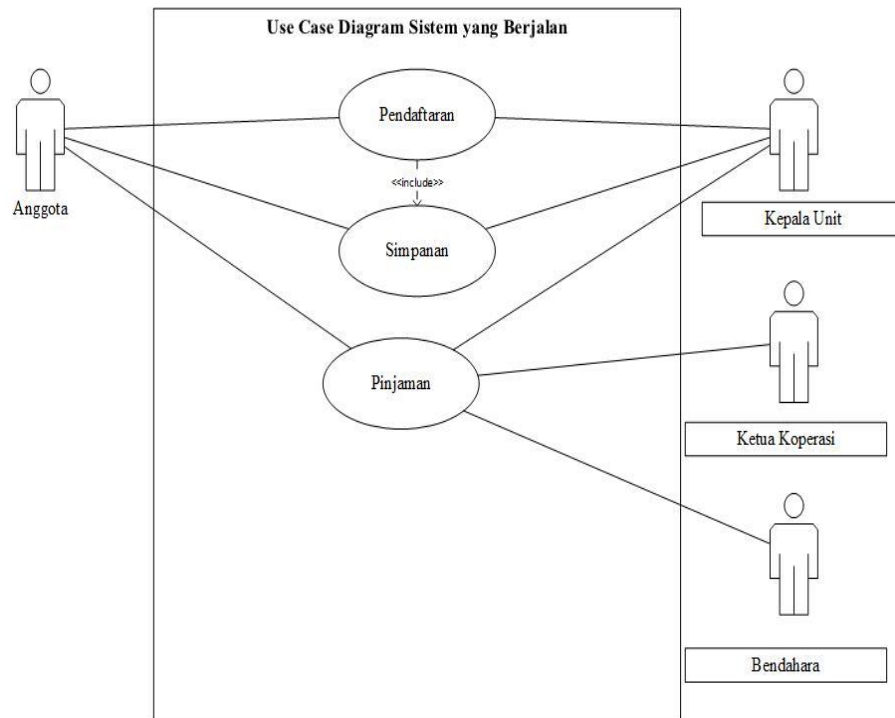 Use Case Diagram Sistem yang Berjalan
Pendaftaran
<<include>>
Anggota
Kepala Unit
Simpanan
Pinjaman
Ketua Koperasi
Bendahara